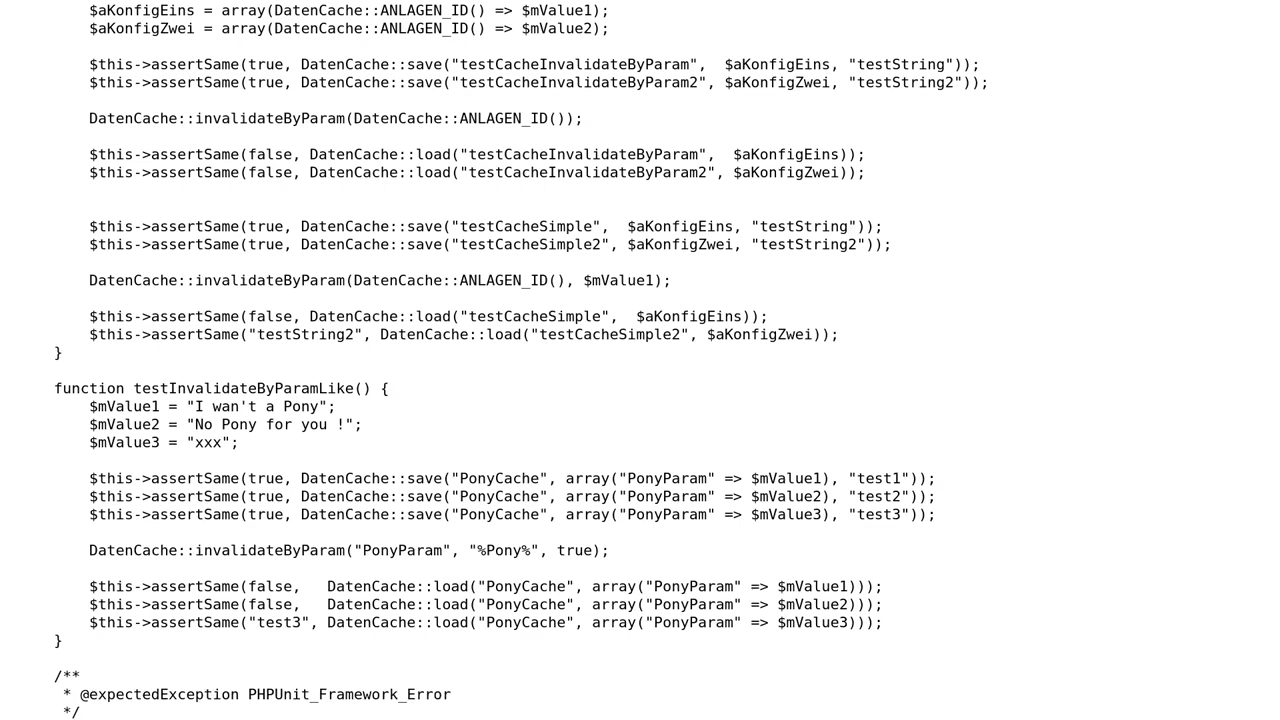 $aKonfigEins = array(DatenCache::ANLAGEN_ID() => $mValue1);
    $aKonfigZwei = array(DatenCache::ANLAGEN_ID() => $mValue2);

    $this->assertSame(true, DatenCache::save("testCacheInvalidateByParam",  $aKonfigEins, "testString"));
    $this->assertSame(true, DatenCache::save("testCacheInvalidateByParam2", $aKonfigZwei, "testString2"));

    DatenCache::invalidateByParam(DatenCache::ANLAGEN_ID());

    $this->assertSame(false, DatenCache::load("testCacheInvalidateByParam",  $aKonfigEins));
    $this->assertSame(false, DatenCache::load("testCacheInvalidateByParam2", $aKonfigZwei));


    $this->assertSame(true, DatenCache::save("testCacheSimple",  $aKonfigEins, "testString"));
    $this->assertSame(true, DatenCache::save("testCacheSimple2", $aKonfigZwei, "testString2"));

    DatenCache::invalidateByParam(DatenCache::ANLAGEN_ID(), $mValue1);

    $this->assertSame(false, DatenCache::load("testCacheSimple",  $aKonfigEins));
    $this->assertSame("testString2", DatenCache::load("testCacheSimple2", $aKonfigZwei));
}

function testInvalidateByParamLike() {
    $mValue1 = "I wan't a Pony";
    $mValue2 = "No Pony for you !";
    $mValue3 = "xxx";

    $this->assertSame(true, DatenCache::save("PonyCache", array("PonyParam" => $mValue1), "test1"));
    $this->assertSame(true, DatenCache::save("PonyCache", array("PonyParam" => $mValue2), "test2"));
    $this->assertSame(true, DatenCache::save("PonyCache", array("PonyParam" => $mValue3), "test3"));

    DatenCache::invalidateByParam("PonyParam", "%Pony%", true);

    $this->assertSame(false,   DatenCache::load("PonyCache", array("PonyParam" => $mValue1)));
    $this->assertSame(false,   DatenCache::load("PonyCache", array("PonyParam" => $mValue2)));
    $this->assertSame("test3", DatenCache::load("PonyCache", array("PonyParam" => $mValue3)));
}

/**
 * @expectedException PHPUnit_Framework_Error
 */